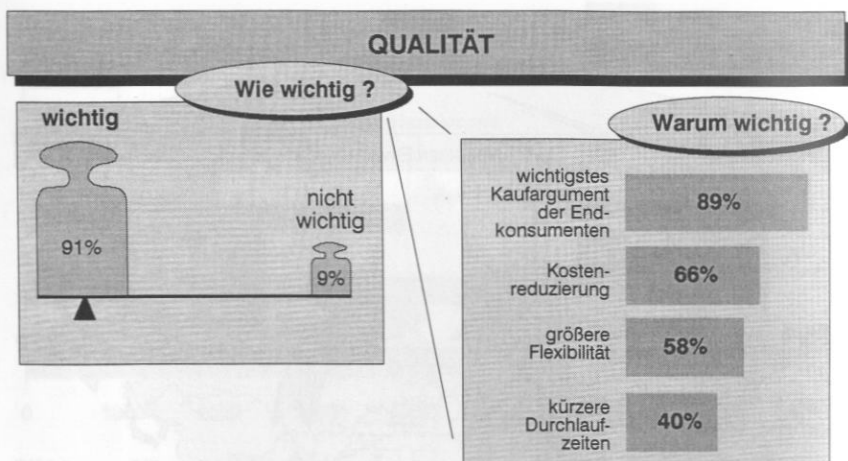 QUALITÄT
Wie wichtig ?
wichtig
91%
nicht
wichtig
9%
Warum wichtig ?
wichtigstes
Kaufargument
der End-
konsumenten
89%
Kosten-
reduzierung
66%
größere
Flexibilität
58%
kürzere
Durchlauf-
zeiten
40%